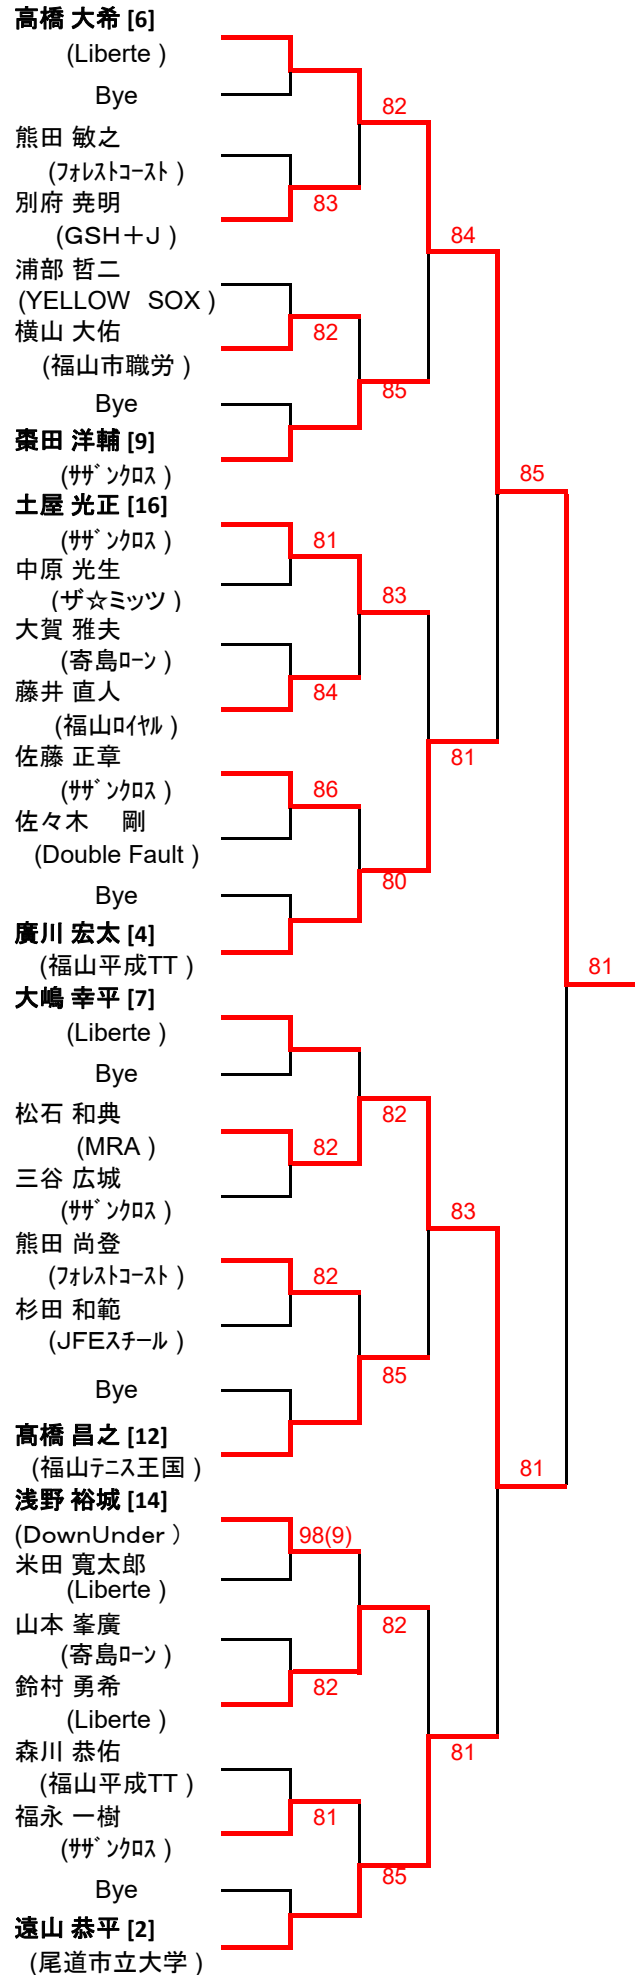 高橋 大希 [6]
(Liberte )
Bye
82
熊田 敏之
(ﾌｫﾚｽﾄｺｰｽﾄ )
別府 尭明
83
(GSH＋J )
84
浦部 哲二
(YELLOW SOX )
横山 大佑
82
(福山市職労 )
85
Bye
棗田 洋輔 [9]
(ｻｻﾞﾝｸﾛｽ )
85
土屋 光正 [16]
(ｻｻﾞﾝｸﾛｽ )
81
中原 光生
(ザ☆ミッツ )
83
大賀 雅夫
(寄島ﾛｰﾝ )
藤井 直人
84
(福山ﾛｲﾔﾙ )
佐藤 正章
81
(ｻｻﾞﾝｸﾛｽ )
86
佐々木 剛
(Double Fault )
80
Bye
廣川 宏太 [4]
(福山平成TT )
81
大嶋 幸平 [7]
(Liberte )
Bye
松石 和典
82
(MRA )
82
三谷 広城
(ｻｻﾞﾝｸﾛｽ )
83
熊田 尚登
(ﾌｫﾚｽﾄｺｰｽﾄ )
82
杉田 和範
(JFEｽﾁｰﾙ )
85
Bye
髙橋 昌之 [12]
(福山ﾃﾆｽ王国 )
81
浅野 裕城 [14]
(DownUnder )
98(9)
米田 寛太郎
(Liberte )
山本 峯廣
82
(寄島ﾛｰﾝ )
鈴村 勇希
82
(Liberte )
森川 恭佑
81
(福山平成TT )
福永 一樹
81
(ｻｻﾞﾝｸﾛｽ )
85
Bye
遠山 恭平 [2]
(尾道市立大学 )